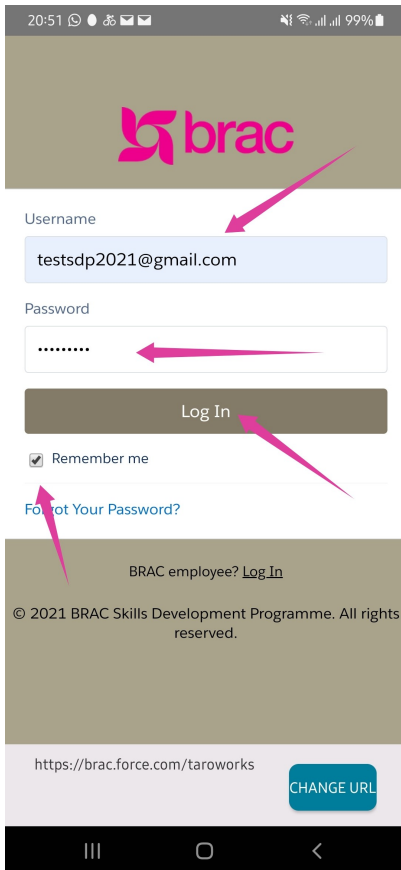 20:51
99%
brac
Username
testsdp2021@gmail.com
Password
•••••••••
Log In
Remember me
Forgot Your Password?
BRAC employee? Log In
© 2021 BRAC Skills Development Programme. All rights
reserved.
https://brac.force.com/taroworks
CHANGE URL